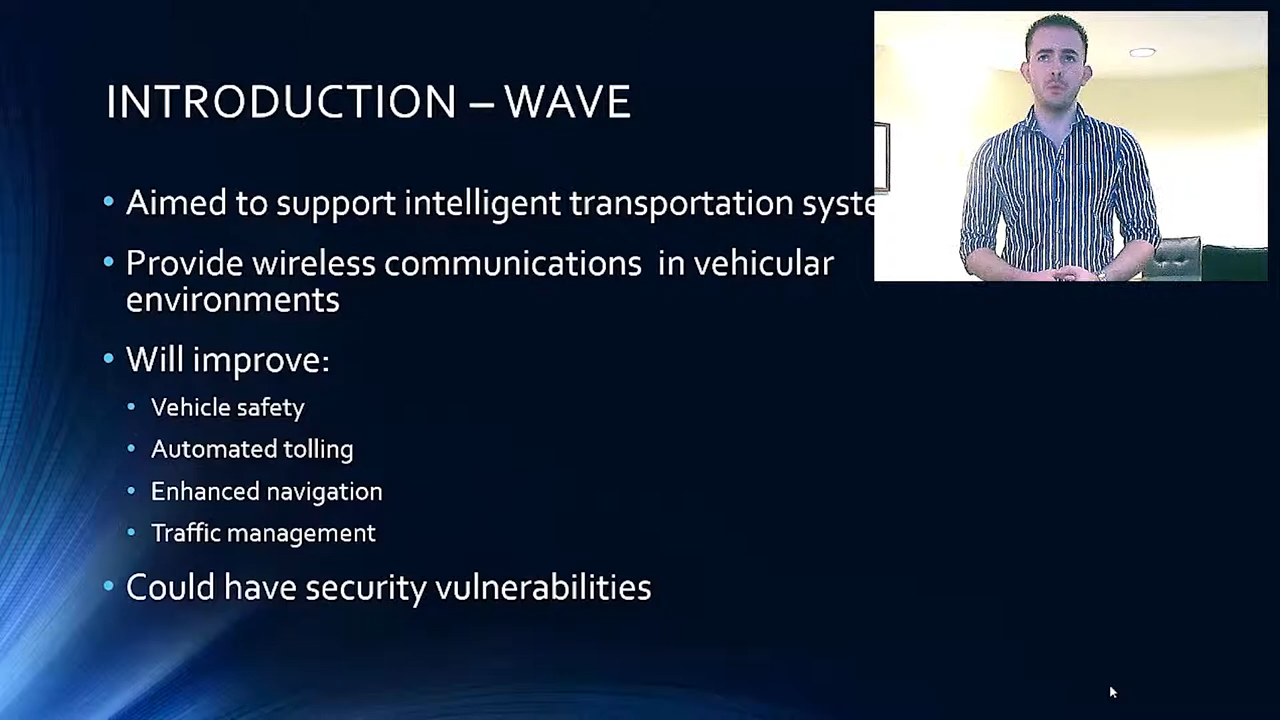 INTRODUCTION – WAVE
• Aimed to support intelligent transportation syste
• Provide wireless communications  in vehicular
environments
• Will improve:
• Vehicle safety
• Automated tolling
• Enhanced navigation
• Traffic management
• Could have security vulnerabilities